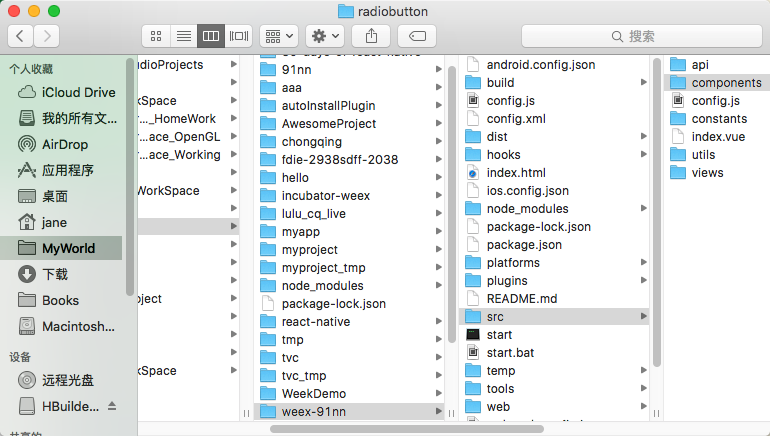 radiobutton
搜索
个人收藏
iCloud Drive
我的所有文...
AirDrop
应用程序
桌面
jane
MyWorld
下载
Books
Macintosh...
设备
远程光盘
HBuilde...
udioProjects
kSpace
r..._HomeWork
r...ace_OpenGL
r...ace_Working
WorkSpace
oject
kSpace
91nn
aaa
autoInstallPlugin
AwesomeProject
chongqing
fdie-2938sdff-2038
hello
incubator-weex
lulu_cq_live
myapp
myproject
myproject_tmp
node_modules
package-lock.json
react-native
tmp
tvc
tvc_tmp
WeekDemo
weex-91nn
android.config.json
build
config.js
config.xml
dist
hooks
index.html
ios.config.json
node_modules
package-lock.json
package.json
platforms
plugins
README.md
src
start
start.bat
temp
tools
web
api
components
config.js
constants
index.vue
utils
views